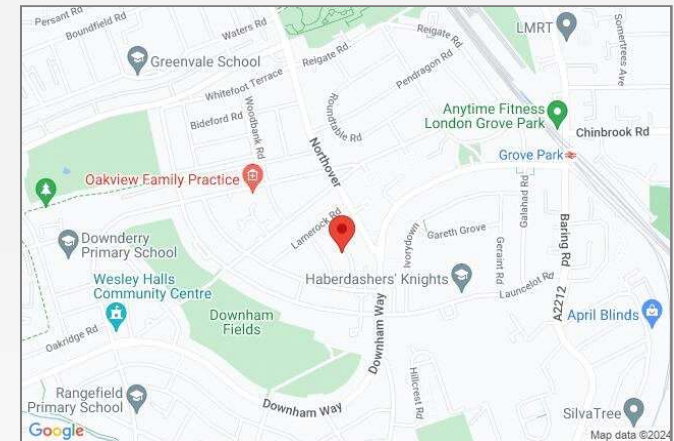 Persant Rd
Boundfield Rd
Waters Rd
Reigate Rd
LMRT
Somertrees Ave
Greenvale School
Reigate Rd
Pendragon Rd
Whitefoot Terrace
Bideford Rd
Woodbank Rd
Roundtable Rd
Northover
Anytime Fitness
London Grove Park
Chinbrook Rd
Grove Park
Oakview Family Practice
Lamerock Rd
Ivorydown
Gareth Grove
Galahad Rd
Geraint Rd
Baring Rd
Downderry
Primary School
Wesley Halls
Community Centre
Haberdashers' Knights
Launcelot Rd
A2212
April Blinds
Downham
Fields
Oakridge Rd
Downham Way
Hillcrest Rd
Rangefield
Primary School
Downham Way
SilvaTree
Google
Map data ©2024